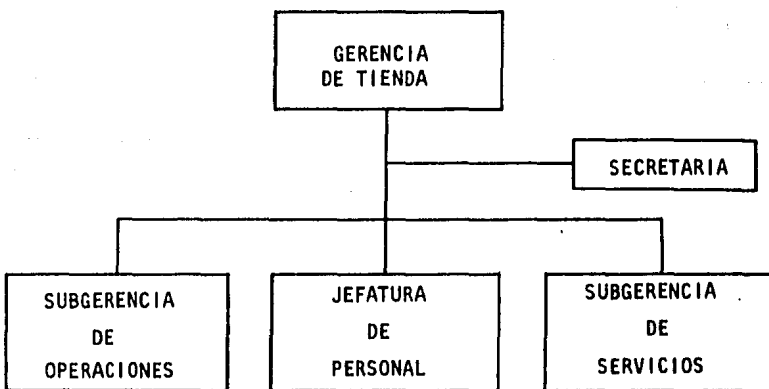 GERENCIA
DE TIENDA
SECRETARIA
SUBGERENCIA
DE
OPERACIONES
JEFATURA
DE
PERSONAL
SUBGERENCIA
DE
SERVICIOS